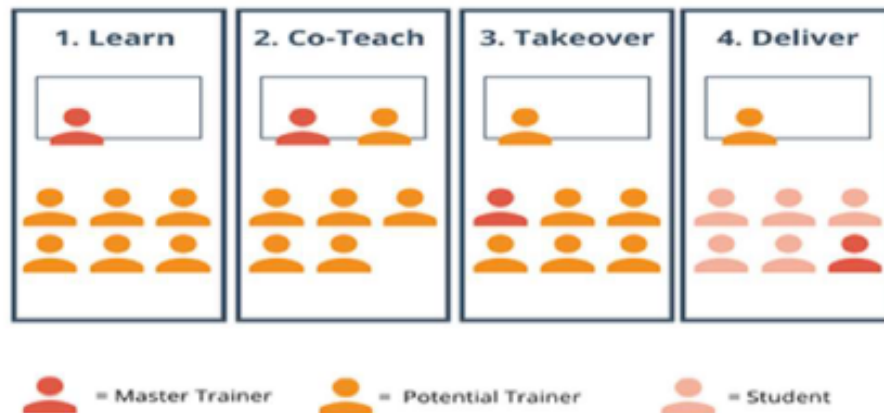 1. Learn
2. Co-Teach
3. Takeover
4. Deliver
= Master Trainer
= Potential Trainer
= Student